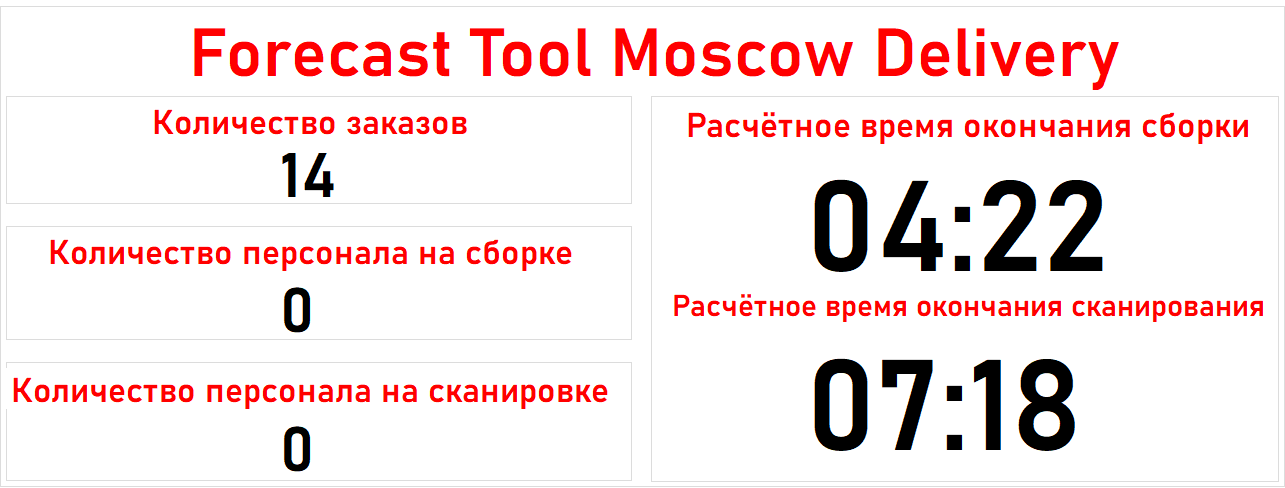 Forecast Tool Moscow Delivery
Количество заказов
14
Количество персонала на сборке
0
Количество персонала на сканировке
0
Расчётное время окончания сборки
04:22
Расчётное время окончания сканирования
07:18